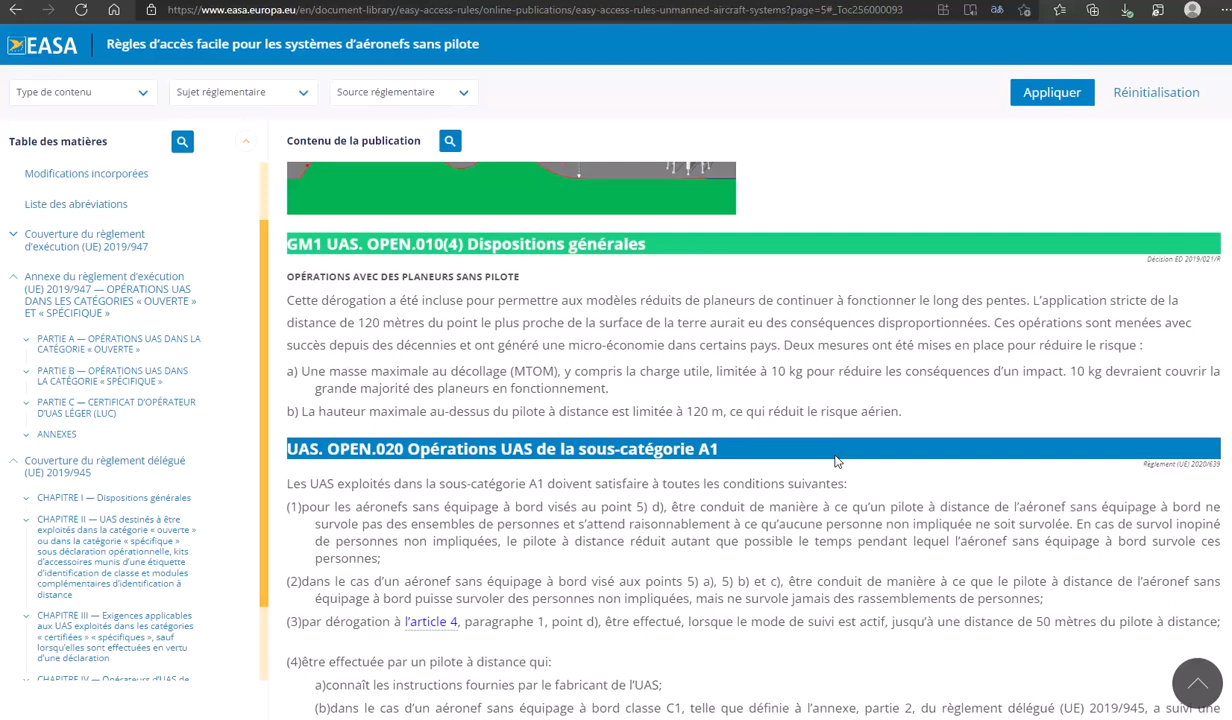 https://www.easa.europa.eu/en/document-library/easy-access-rules/online-publications/easy-access-rules-unmanned-aircraft-systems?page=5#_Toc256000093
EASA
Règles d’accès facile pour les systèmes d’aéronefs sans pilote
Type de contenu
Sujet réglementaire
Source réglementaire
Appliquer
Réinitialisation
Table des matières
Modifications incorporées
Liste des abréviations
Couverture du règlement
d’exécution (UE) 2019/947
Annexe du règlement d’exécution
(UE) 2019/947 — OPÉRATIONS UAS
DANS LES CATÉGORIES « OUVERTE »
ET « SPÉCIFIQUE »
PARTIE A — OPÉRATIONS UAS DANS LA
CATÉGORIE « OUVERTE »
PARTIE B — OPÉRATIONS UAS DANS
LA CATÉGORIE « SPÉCIFIQUE »
PARTIE C — CERTIFICAT D’OPÉRATEUR
D’UAS LÉGER (LUC)
ANNEXES
Couverture du règlement délégué
(UE) 2019/945
CHAPITRE I — Dispositions générales
CHAPITRE II — UAS destinés à être
exploités dans la catégorie « ouverte »
ou dans la catégorie « spécifique »
sous déclaration opérationnelle, kits
d’accessoires munis d’une étiquette
d’identification de classe et modules
complémentaires d’identification à
distance
CHAPITRE III — Exigences applicables
aux UAS exploités dans les catégories
« certifiées » « spécifiques », sauf
lorsqu’elles sont effectuées en vertu
d’une déclaration
CHAPITRE IV — Opérateurs d’UAS de
Contenu de la publication
GM1 UAS. OPEN.010(4) Dispositions générales
Décision ED 2019/021/R
OPÉRATIONS AVEC DES PLANEURS SANS PILOTE
Cette dérogation a été incluse pour permettre aux modèles réduits de planeurs de continuer à fonctionner le long des pentes. L’application stricte de la
distance de 120 mètres du point le plus proche de la surface de la terre aurait eu des conséquences disproportionnées. Ces opérations sont menées avec
succès depuis des décennies et ont généré une micro-économie dans certains pays. Deux mesures ont été mises en place pour réduire le risque :
a) Une masse maximale au décollage (MTOM), y compris la charge utile, limitée à 10 kg pour réduire les conséquences d’un impact. 10 kg devraient couvrir la
grande majorité des planeurs en fonctionnement.
b) La hauteur maximale au-dessus du pilote à distance est limitée à 120 m, ce qui réduit le risque aérien.
UAS. OPEN.020 Opérations UAS de la sous-catégorie A1
Règlement (UE) 2020/639
Les UAS exploités dans la sous-catégorie A1 doivent satisfaire à toutes les conditions suivantes:
(1)pour les aéronefs sans équipage à bord visés au point 5) d), être conduit de manière à ce qu’un pilote à distance de l’aéronef sans équipage à bord ne
survole pas des ensembles de personnes et s’attend raisonnablement à ce qu’aucune personne non impliquée ne soit survolée. En cas de survol inopiné
de personnes non impliquées, le pilote à distance réduit autant que possible le temps pendant lequel l’aéronef sans équipage à bord survole ces
personnes;
(2)dans le cas d’un aéronef sans équipage à bord visé aux points 5) a), 5) b) et c), être conduit de manière à ce que le pilote à distance de l’aéronef sans
équipage à bord puisse survoler des personnes non impliquées, mais ne survole jamais des rassemblements de personnes;
(3)par dérogation à l’article 4, paragraphe 1, point d), être effectué, lorsque le mode de suivi est actif, jusqu’à une distance de 50 mètres du pilote à distance;
(4)être effectuée par un pilote à distance qui:
a)connaît les instructions fournies par le fabricant de l’UAS;
(b)dans le cas d’un aéronef sans équipage à bord classe C1, telle que définie à l’annexe, partie 2, du règlement délégué (UE) 2019/945, a suivi une